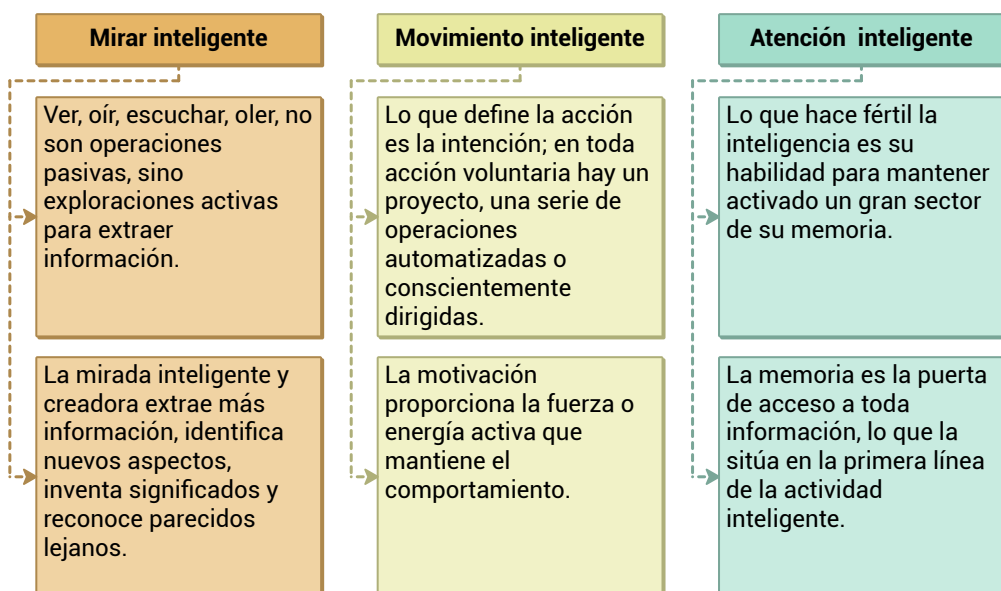 Mirar inteligente
Ver, oír, escuchar, oler, no
son operaciones
pasivas, sino
exploraciones activas
para extraer
información.
La mirada inteligente y
creadora extrae más
información, identifica
nuevos aspectos,
inventa significados y
reconoce parecidos
lejanos.
Movimiento inteligente
Lo que define la acción
es la intención; en toda
acción voluntaria hay un
proyecto, una serie de
operaciones
automatizadas o
conscientemente
dirigidas.
La motivación
proporciona la fuerza o
energía activa que
mantiene el
comportamiento.
Atención inteligente
Lo que hace fértil la
inteligencia es su
habilidad para mantener
activado un gran sector
de su memoria.
La memoria es la puerta
de acceso a toda
información, lo que la
sitúa en la primera línea
de la actividad
inteligente.